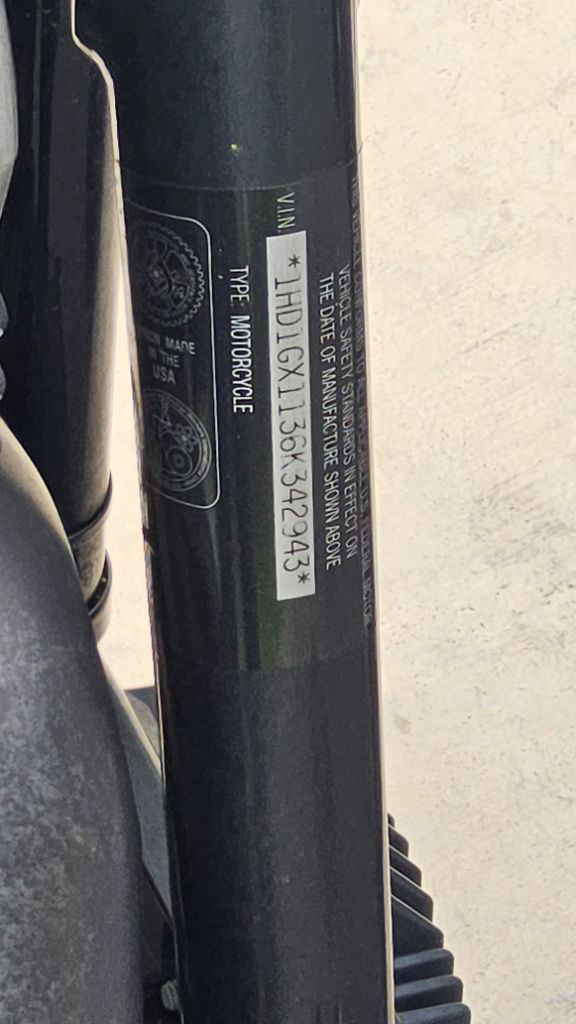 THIS VEHICLE CONFORMS TO ALL APPLICABLE U.S. FEDERAL MOTOR
VEHICLE SAFETY STANDARDS IN EFFECT ON
THE DATE OF MANUFACTURE SHOWN ABOVE
V.I.N. *1HD1GX1136K342943*
TYPE: MOTORCYCLE
MADE
IN THE
USA